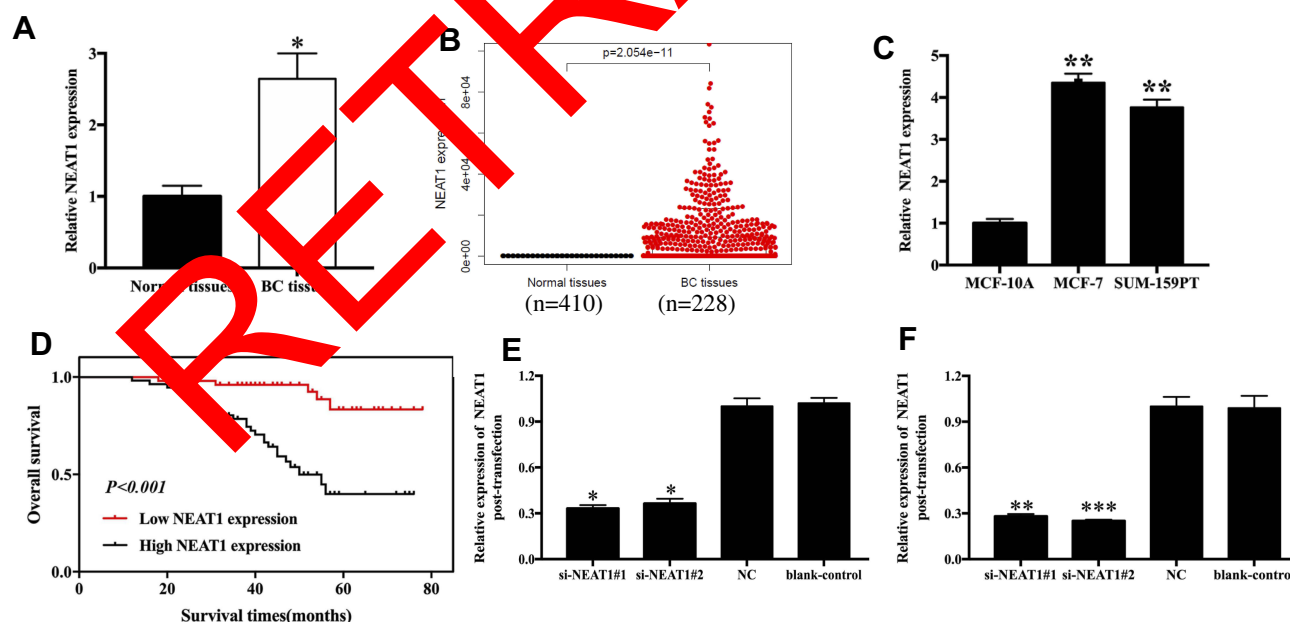 A
Relative NEAT1 expression
3
2
1
0
*
BC
B
p=2.054e−11
NEAT1
8e+04
4e+04
0e+00
Normal tissues
BC tissues
(n=410)
(n=228)
C
Relative NEAT1 expression
5
4
3
2
1
0
**
**
MCF-10A
MCF-7
SUM-159PT
D
Overall survival
1.0
0.5
0.0
P<0.001
Low NEAT1 expression
High NEAT1 expression
0
20
40
60
80
Survival times(months)
E
Relative expression of NEAT1
post-transfection
1.2
0.9
0.6
0.3
0.0
*
*
si-NEAT1#1
si-NEAT1#2
NC
blank-control
F
Relative expression of NEAT1
post-transfection
1.2
0.9
0.6
0.3
0.0
**
***
si-NEAT1#1
si-NEAT1#2
NC
blank-control